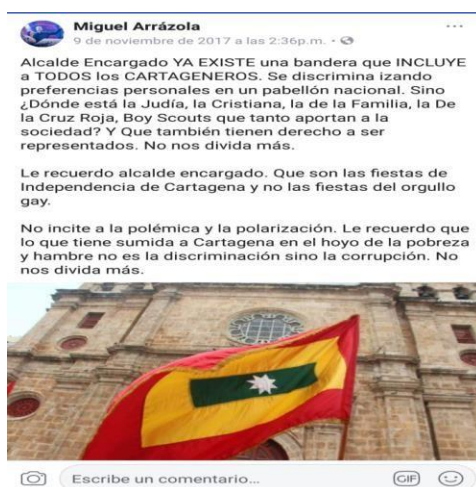 Miguel Arrázola
9 de noviembre de 2017 a las 2:36p.m. ·
Alcalde Encargado YA EXISTE una bandera que INCLUYE
a TODOS los CARTAGENEROS. Se discrimina izando
preferencias personales en un pabellón nacional. Sino
¿Dónde está la Judía, la Cristiana, la de la Familia, la De
la Cruz Roja, Boy Scouts que tanto aportan a la
sociedad? Y Que también tienen derecho a ser
representados. No nos divida más.
Le recuerdo alcalde encargado. Que son las fiestas de
Independencia de Cartagena y no las fiestas del orgullo
gay.
No incite a la polémica y la polarización. Le recuerdo que
lo que tiene sumida a Cartagena en el hoyo de la pobreza
y hambre no es la discriminación sino la corrupción. No
nos divida más.
Escribe un comentario...
GIF